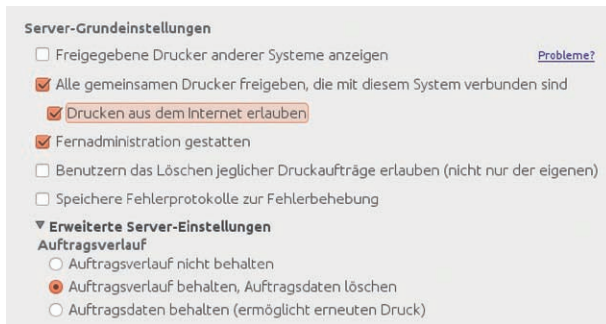 Server-Grundeinstellungen
Freigegebene Drucker anderer Systeme anzeigen
Probleme?
Alle gemeinsamen Drucker freigeben, die mit diesem System verbunden sind
Drucken aus dem Internet erlauben
Fernadministration gestatten
Benutzern das Löschen jeglicher Druckaufträge erlauben (nicht nur der eigenen)
Speichere Fehlerprotokolle zur Fehlerbehebung
Erweiterte Server-Einstellungen
Auftragsverlauf
Auftragsverlauf nicht behalten
Auftragsverlauf behalten, Auftragsdaten löschen
Auftragsdaten behalten (ermöglicht erneuten Druck)